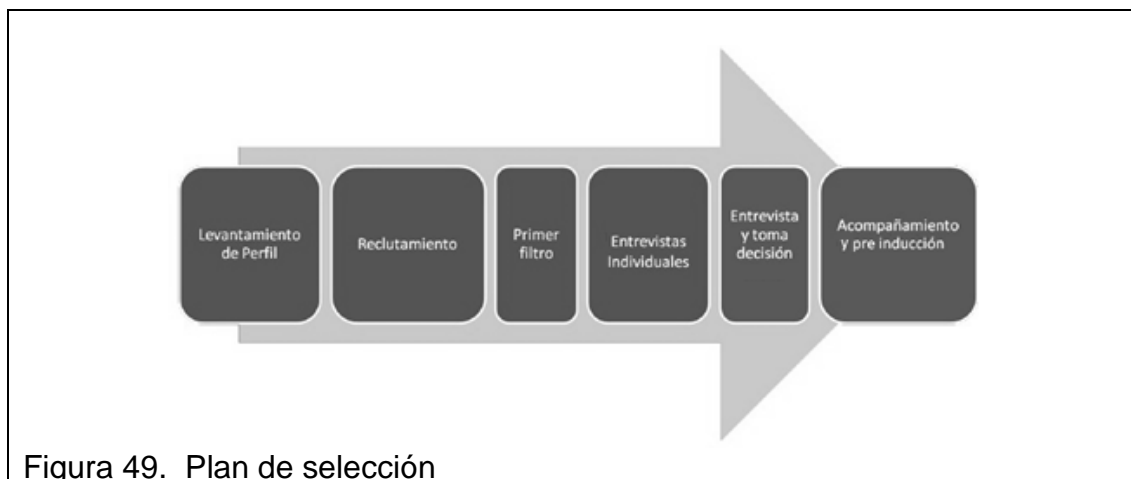 Levantamiento
de Perfil
Reclutamiento
Primer
filtro
Entrevistas
Individuales
Entrevista
y toma
decisión
Acompañamiento
y pre inducción
Figura 49. Plan de selección